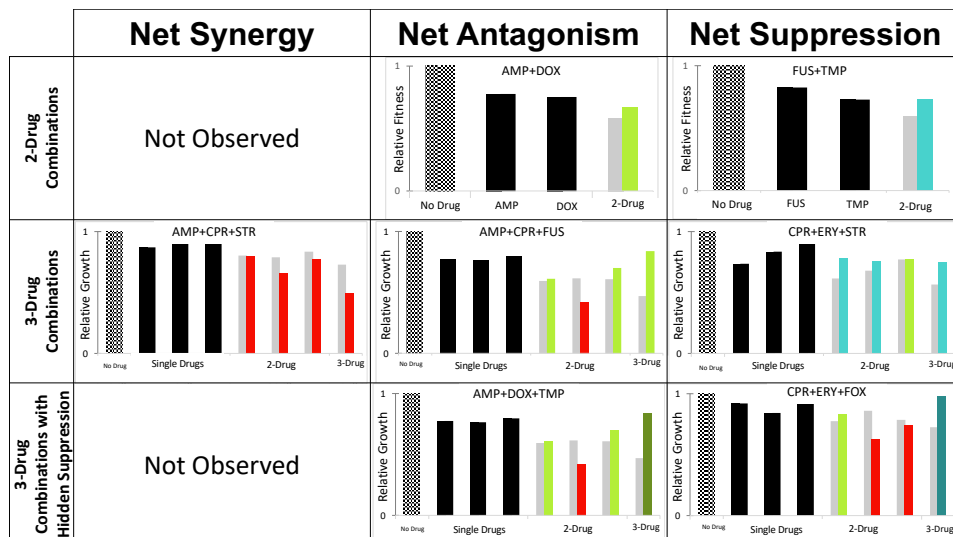 Net Synergy
Net Antagonism
Net Suppression
2-Drug
Combinations
Not Observed
AMP+DOX
Relative Fitness
1
0
No Drug
AMP
DOX
2-Drug
FUS+TMP
Relative Fitness
1
0
No Drug
FUS
TMP
2-Drug
3-Drug
Combinations
AMP+CPR+STR
Relative Growth
1
0
No Drug
Single Drugs
2-Drug
3-Drug
AMP+CPR+FUS
Relative Growth
1
0
No Drug
Single Drugs
2-Drug
3-Drug
CPR+ERY+STR
Relative Growth
1
0
No Drug
Single Drugs
2-Drug
3-Drug
3-Drug
Combinations with
Hidden Suppression
Not Observed
AMP+DOX+TMP
Relative Growth
1
0
No Drug
Single Drugs
2-Drug
3-Drug
CPR+ERY+FOX
Relative Growth
1
0
No Drug
Single Drugs
2-Drug
3-Drug